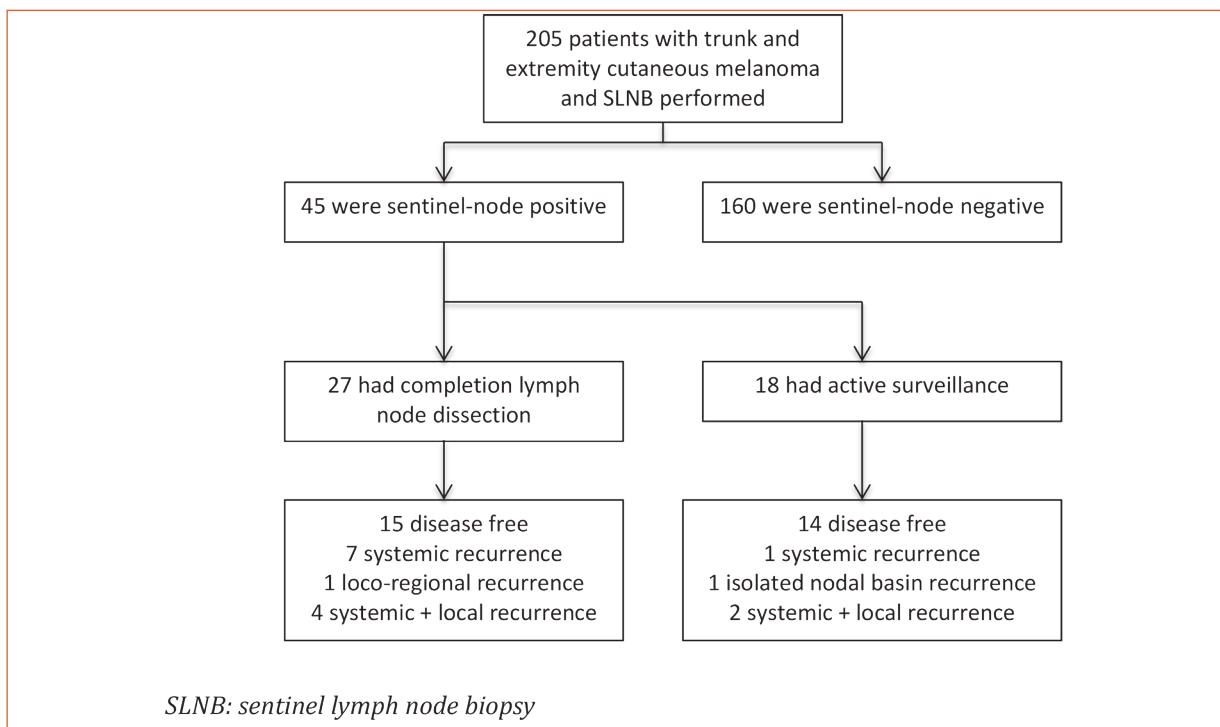 205 patients with trunk and
extremity cutaneous melanoma
and SLNB performed
45 were sentinel-node positive
160 were sentinel-node negative
27 had completion lymph
node dissection
18 had active surveillance
15 disease free
7 systemic recurrence
1 loco-regional recurrence
4 systemic + local recurrence
14 disease free
1 systemic recurrence
1 isolated nodal basin recurrence
2 systemic + local recurrence
SLNB: sentinel lymph node biopsy